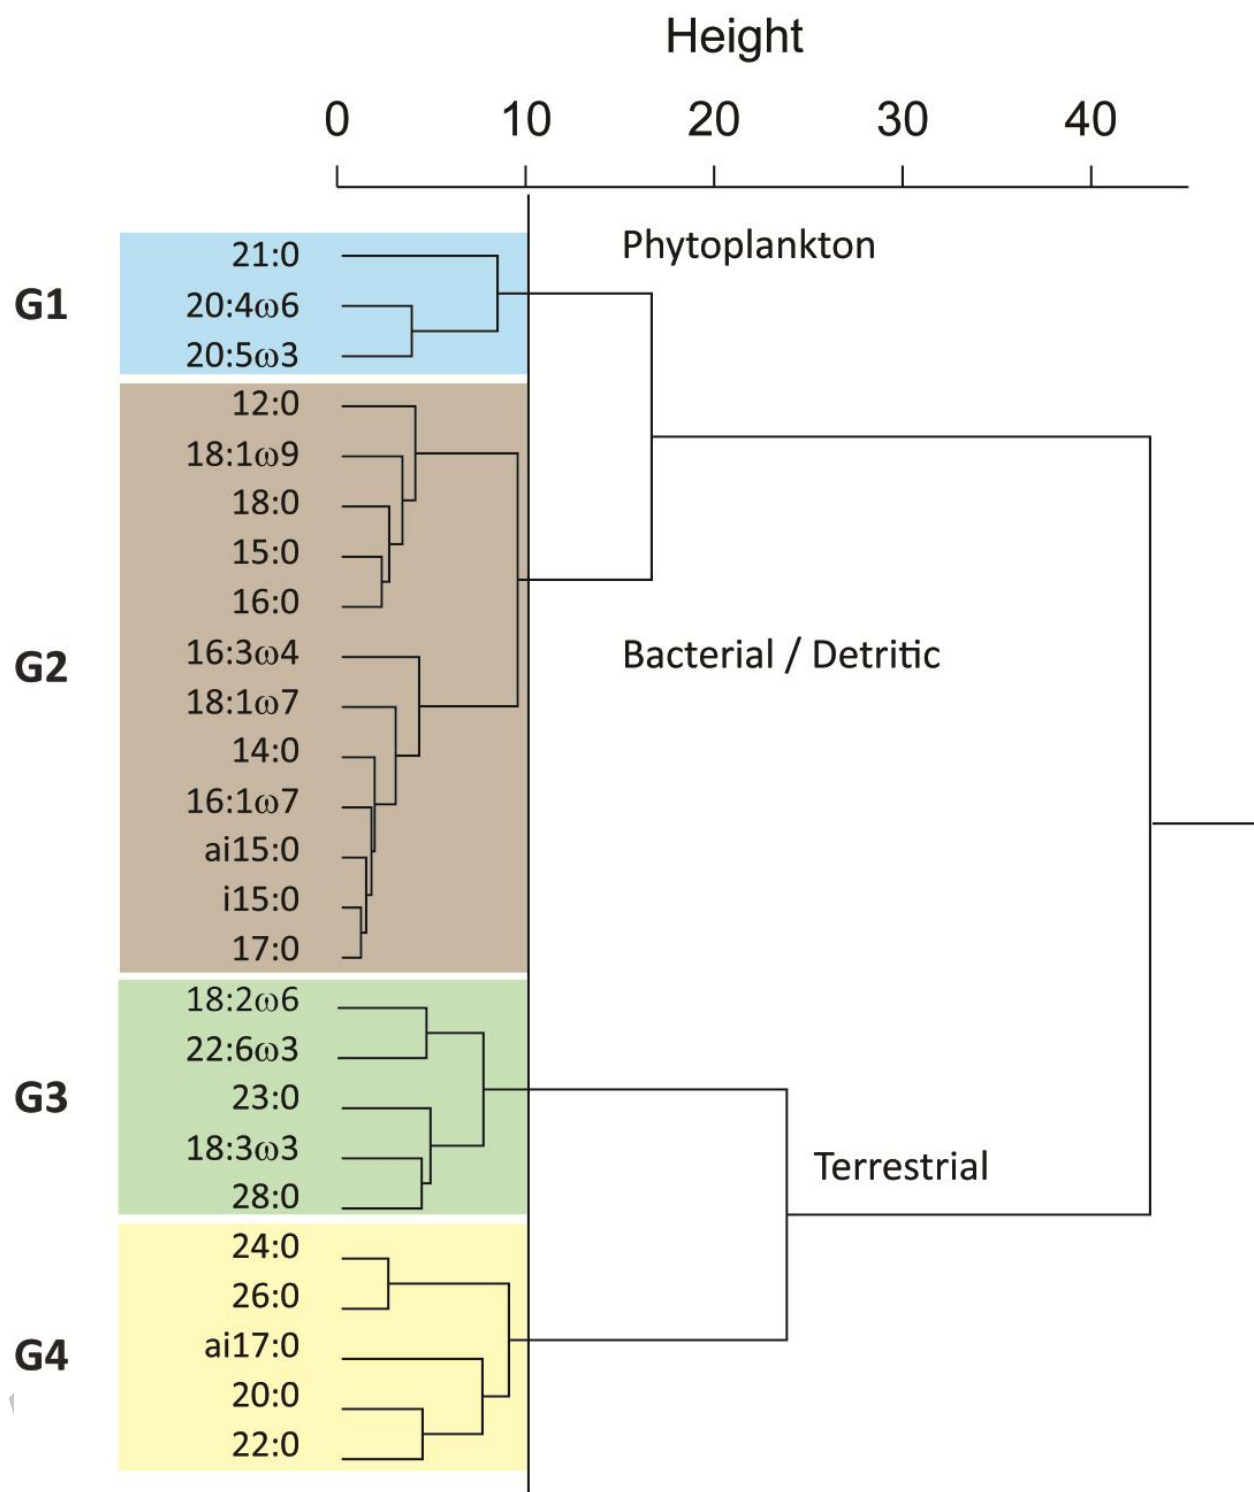 Height
0 10 20 30 40
Phytoplankton
G1
21:0
20:4ω6
20:5ω3
12:0
18:1ω9
18:0
15:0
16:0
G2
16:3ω4
Bacterial / Detritic
18:1ω7
14:0
16:1ω7
ai15:0
i15:0
17:0
18:2ω6
22:6ω3
G3
23:0
18:3ω3
Terrestrial
28:0
24:0
26:0
G4
ai17:0
20:0
22:0